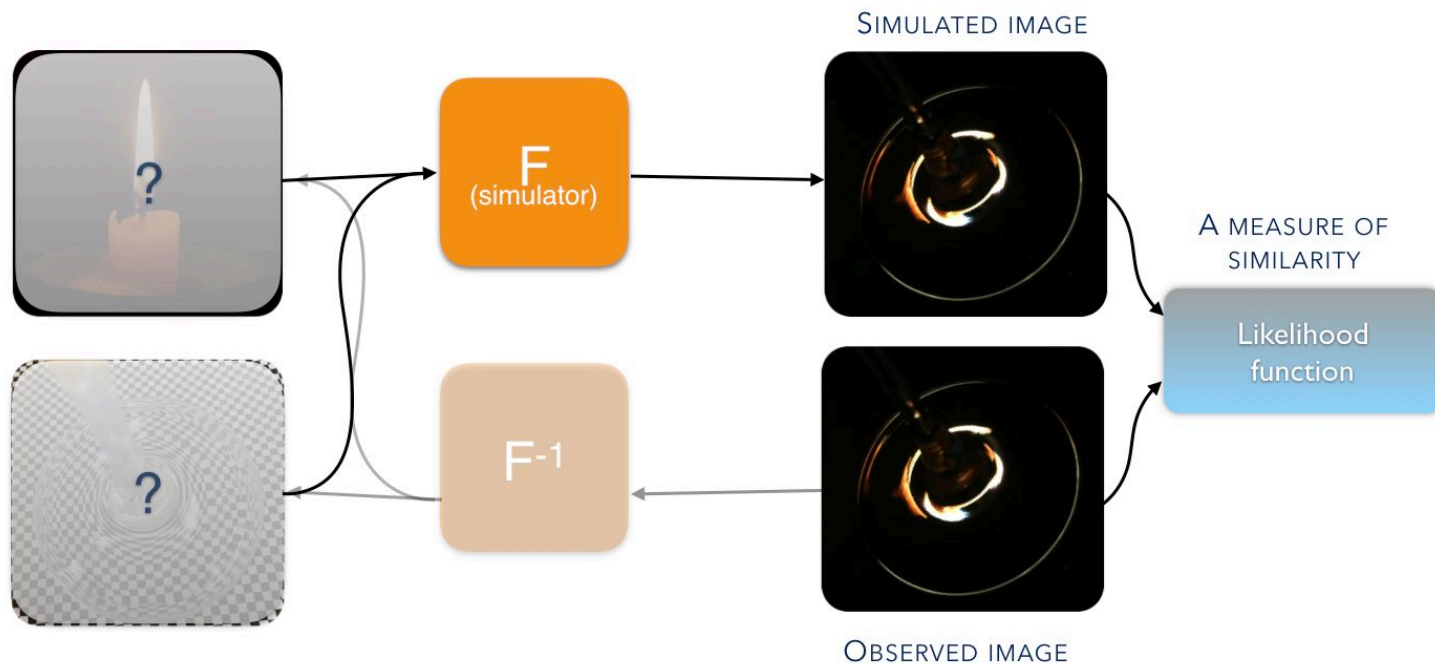 SIMULATED IMAGE
?
F
(simulator)
A MEASURE OF
SIMILARITY
Likelihood
function
?
F-1
OBSERVED IMAGE